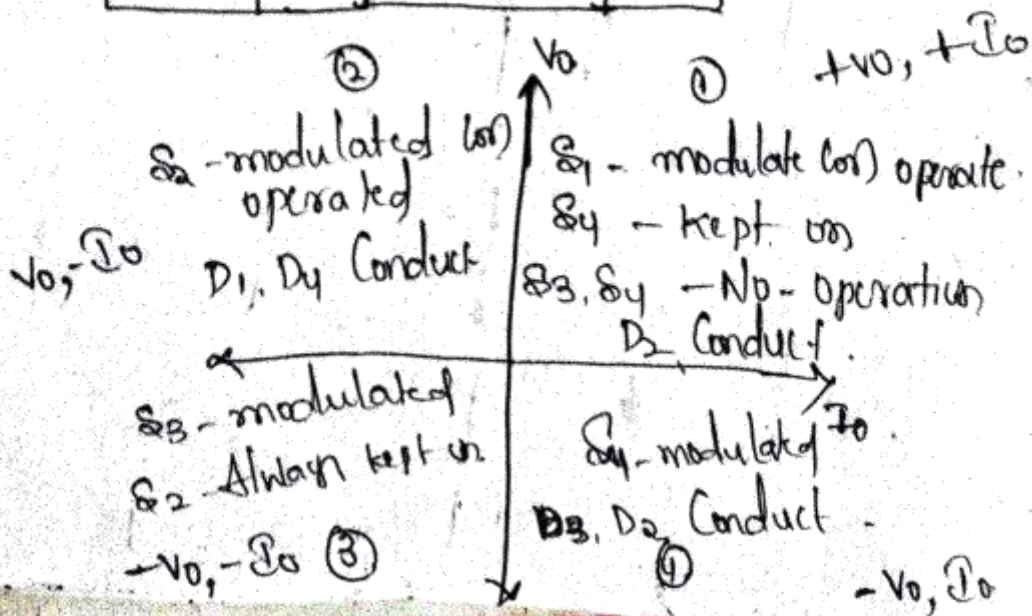 Vo
②
①
+Vo, +Io
S2 - modulated (or)
operated
D1, D4 Conduct
Vo, -Io
S1 - modulate (or) operate.
S4 - Kept on
S3, S4 - No - operation
D2 Conduct.
Io
S3 - modulated
S2 - Always kept on
-Vo, -Io ③
S4 - modulated
D3, D2 Conduct -
④
- Vo, Io